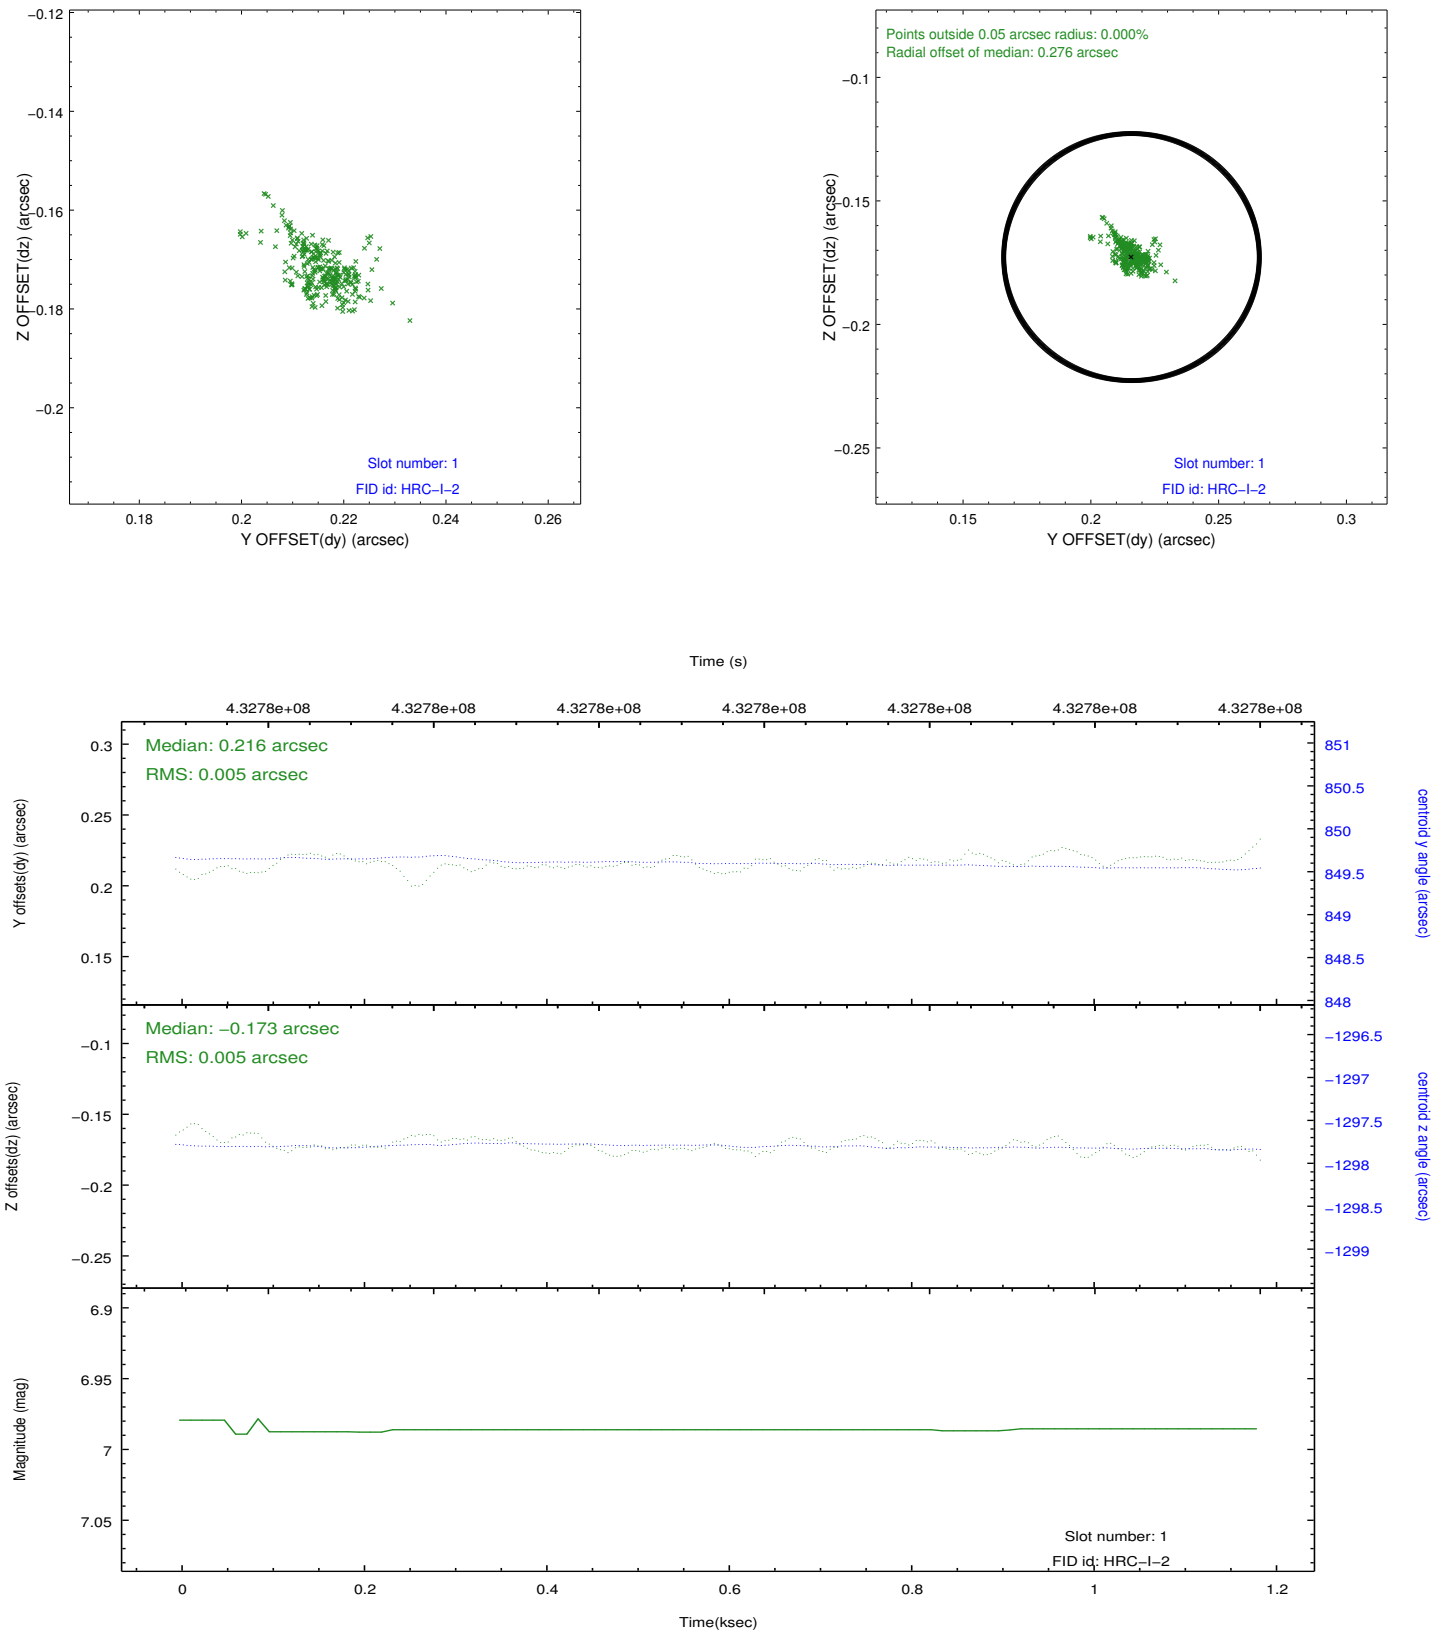 −0.12
−0.14
−0.16
−0.18
−0.2
Z OFFSET(dz) (arcsec)
Slot number: 1
FID id: HRC−I−2
0.18 0.2 0.22 0.24 0.26
Y OFFSET(dy) (arcsec)
Points outside 0.05 arcsec radius: 0.000%
Radial offset of median: 0.276 arcsec
−0.1
−0.15
−0.2
−0.25
Z OFFSET(dz) (arcsec)
Slot number: 1
FID id: HRC−I−2
0.15 0.2 0.25 0.3
Y OFFSET(dy) (arcsec)
Time (s)
4.3278e+08 4.3278e+08 4.3278e+08 4.3278e+08 4.3278e+08 4.3278e+08 4.3278e+08
Median: 0.216 arcsec
RMS: 0.005 arcsec
0.3
0.25
0.2
0.15
Y offsets(dy) (arcsec)
851
850.5
850
849.5
849
848.5
848
centroid y angle (arcsec)
Median: −0.173 arcsec
RMS: 0.005 arcsec
−0.1
−0.15
−0.2
−0.25
Z offsets(dz) (arcsec)
−1296.5
−1297
−1297.5
−1298
−1298.5
−1299
centroid z angle (arcsec)
6.9
6.95
7
7.05
Magnitude (mag)
Slot number: 1
FID id: HRC−I−2
0 0.2 0.4 0.6 0.8 1 1.2
Time(ksec)